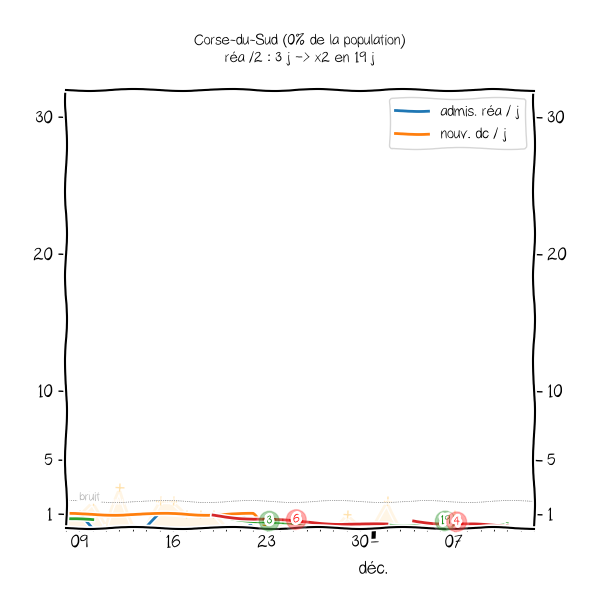 Corse-du-Sud (0% de la population)
réa /2 : 3 j -> x2 en 19 j
admis. réa / j
nouv. dc / j
30 30
20 20
10 10
5 5
... bruit
1 1
3 6 4
09 16 23 30 07
déc.